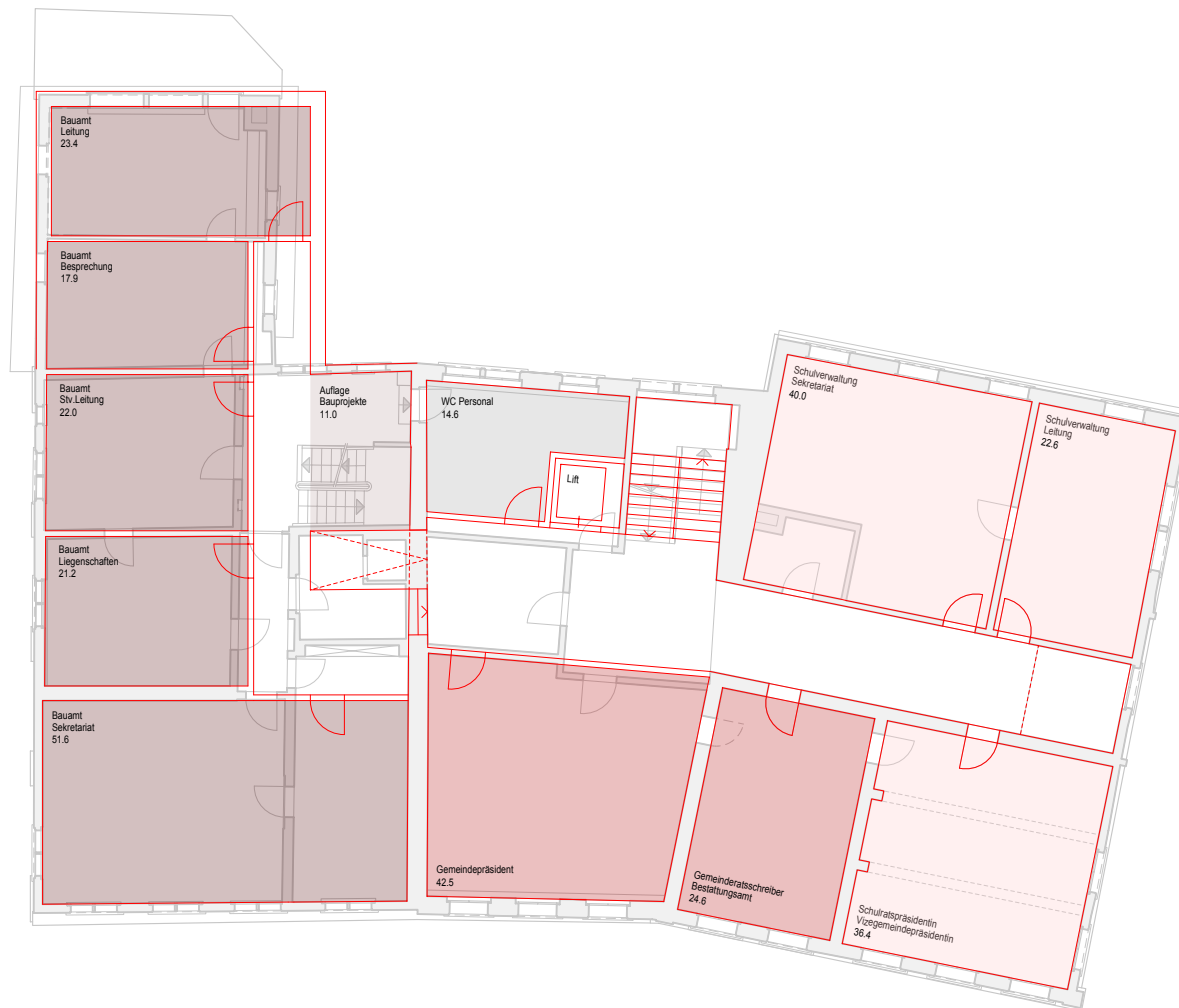 Bauamt
Leitung
23.4
Bauamt
Besprechung
17.9
Bauamt
Stv.Leitung
22.0
Auflage
Bauprojekte
11.0
WC Personal
14.6
Lift
Schulverwaltung
Sekretariat
40.0
Schulverwaltung
Leitung
22.6
Bauamt
Liegenschaften
21.2
Bauamt
Sekretariat
51.6
Gemeindepräsident
42.5
Gemeinderatsschreiber
Bestattungsamt
24.6
Schulratspräsidentin
Vizegemeindepräsidentin
36.4